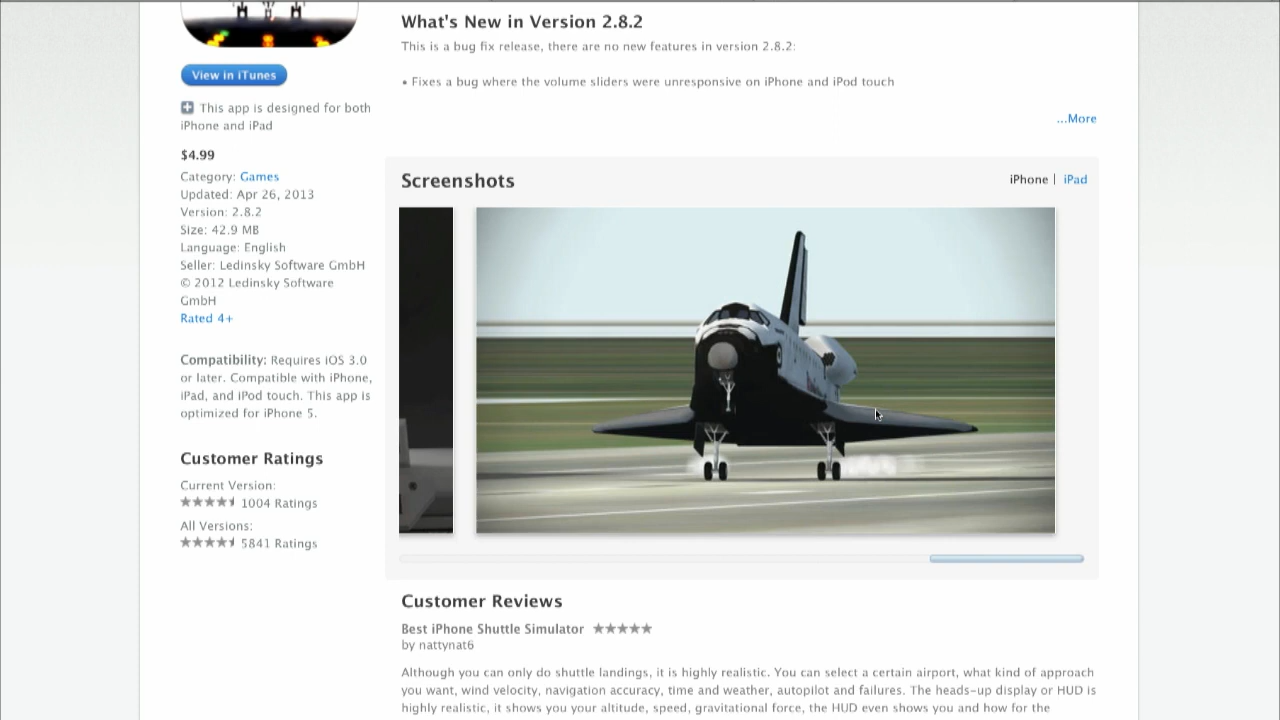 What's New in Version 2.8.2
This is a bug fix release, there are no new features in version 2.8.2:
• Fixes a bug where the volume sliders were unresponsive on iPhone and iPod touch
...More
View in iTunes
This app is designed for both
iPhone and iPad
$4.99
Category: Games
Updated: Apr 26, 2013
Version: 2.8.2
Size: 42.9 MB
Language: English
Seller: Ledinsky Software GmbH
© 2012 Ledinsky Software
GmbH
Rated 4+
Compatibility: Requires iOS 3.0
or later. Compatible with iPhone,
iPad, and iPod touch. This app is
optimized for iPhone 5.
Customer Ratings
Current Version:
1004 Ratings
All Versions:
5841 Ratings
Screenshots
iPhone | iPad
Customer Reviews
Best iPhone Shuttle Simulator
by nattynat6
Although you can only do shuttle landings, it is highly realistic. You can select a certain airport, what kind of approach
you want, wind velocity, navigation accuracy, time and weather, autopilot and failures. The heads-up display or HUD is
highly realistic, it shows you your altitude, speed, gravitational force, the HUD even shows you and how for the